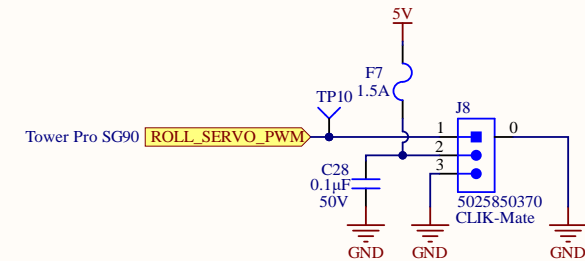 5V
F7
1.5A
TP10
J8
Tower Pro SG90 ROLL_SERVO_PWM
1
0
2
3
C28
0.1µF
50V
5025850370
CLIK-Mate
GND
GND
GND